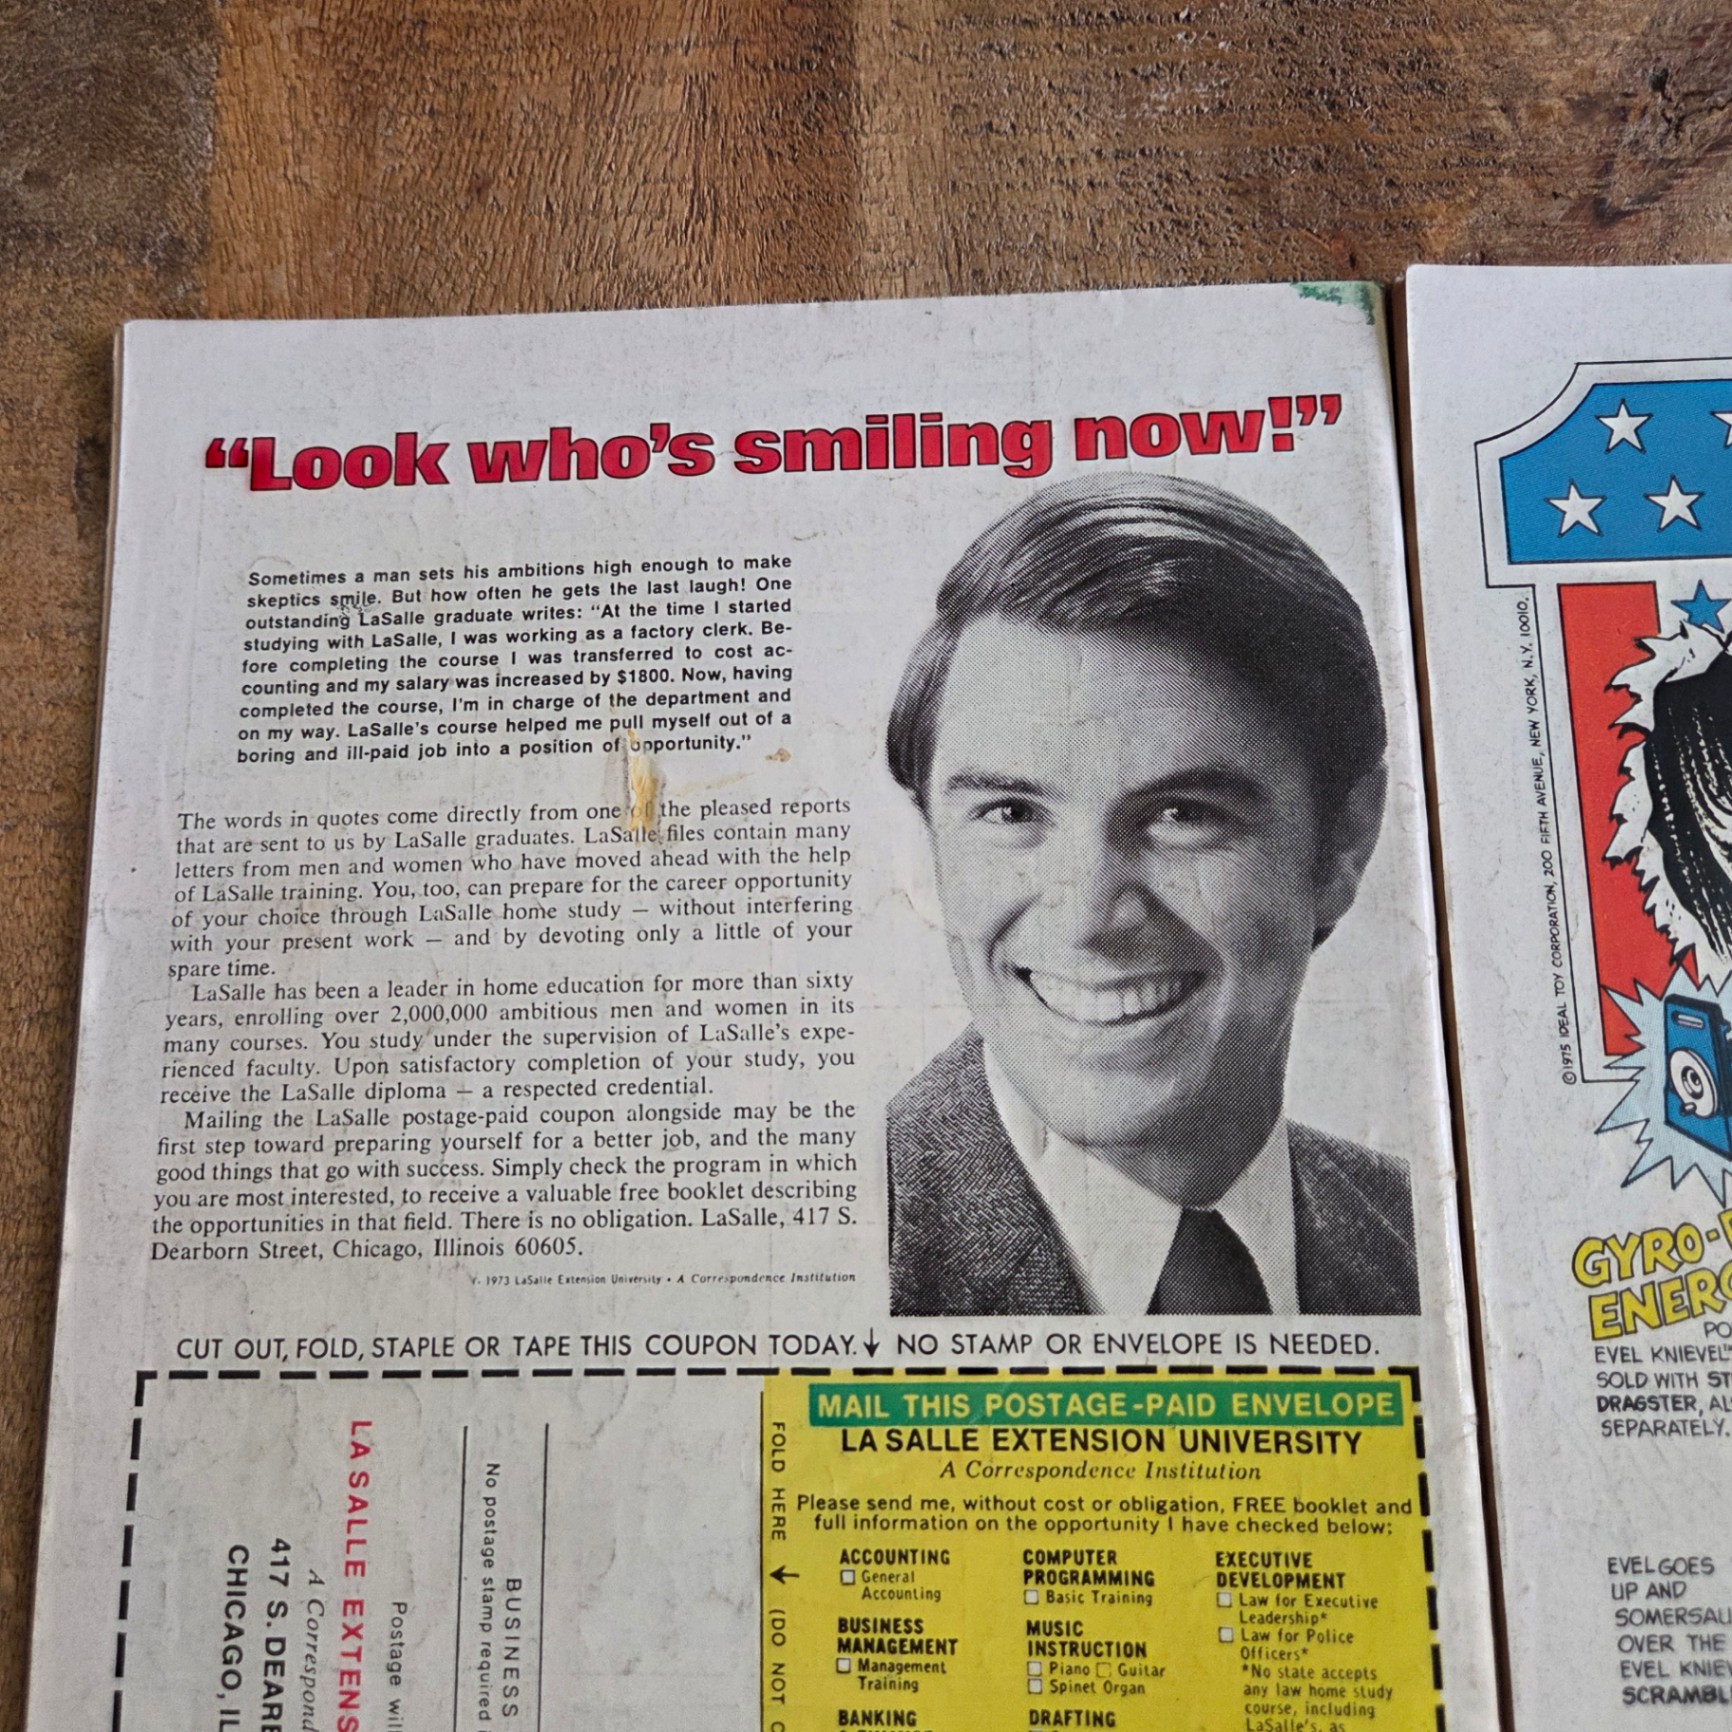 “Look who’s smiling now!”
Sometimes a man sets his ambitions high enough to make
skeptics smile. But how often he gets the last laugh! One
outstanding LaSalle graduate writes: “At the time I started
studying with LaSalle, I was working as a factory clerk. Be-
fore completing the course I was transferred to cost ac-
counting and my salary was increased by $1800. Now, having
completed the course, I’m in charge of the department and
on my way. LaSalle’s course helped me pull myself out of a
boring and ill-paid job into a position of opportunity.”
The words in quotes come directly from one of the pleased reports
that are sent to us by LaSalle graduates. LaSalle files contain many
letters from men and women who have moved ahead with the help
of LaSalle training. You, too, can prepare for the career opportunity
of your choice through LaSalle home study — without interfering
with your present work — and by devoting only a little of your
spare time.
LaSalle has been a leader in home education for more than sixty
years, enrolling over 2,000,000 ambitious men and women in its
many courses. You study under the supervision of LaSalle’s expe-
rienced faculty. Upon satisfactory completion of your study, you
receive the LaSalle diploma — a respected credential.
Mailing the LaSalle postage-paid coupon alongside may be the
first step toward preparing yourself for a better job, and the many
good things that go with success. Simply check the program in which
you are most interested, to receive a valuable free booklet describing
the opportunities in that field. There is no obligation. LaSalle, 417 S.
Dearborn Street, Chicago, Illinois 60605.
1973 LaSalle Extension University • A Correspondence Institution
CUT OUT, FOLD, STAPLE OR TAPE THIS COUPON TODAY. ↓ NO STAMP OR ENVELOPE IS NEEDED.
BUSINESS
No postage stamp required
Postage
LA SALLE EXTENS
A Correspond
417 S. DEAR
CHICAGO, IL
FOLD HERE ↓ (DO NOT
MAIL THIS POSTAGE-PAID ENVELOPE
LA SALLE EXTENSION UNIVERSITY
A Correspondence Institution
Please send me, without cost or obligation, FREE booklet and
full information on the opportunity I have checked below:
ACCOUNTING
☐ General
Accounting
BUSINESS
MANAGEMENT
☐ Management
Training
BANKING
COMPUTER
PROGRAMMING
☐ Basic Training
MUSIC
INSTRUCTION
☐ Piano ☐ Guitar
☐ Spinet Organ
DRAFTING
EXECUTIVE
DEVELOPMENT
☐ Law for Executive
Leadership*
☐ Law for Police
Officers*
*No state accepts
any law home study
course, including
LaSalle’s, as
©1975 IDEAL TOY CORPORATION, 200 FIFTH AVENUE, NEW YORK, N.Y. 10010.
GYRO-
ENERG
PO
EVEL KNIEVEL
SOLD WITH ST
DRAGSTER, AL
SEPARATELY.
EVEL GOES
UP AND
SOMERSAU
OVER THE
EVEL KNIEV
SCRAMBL